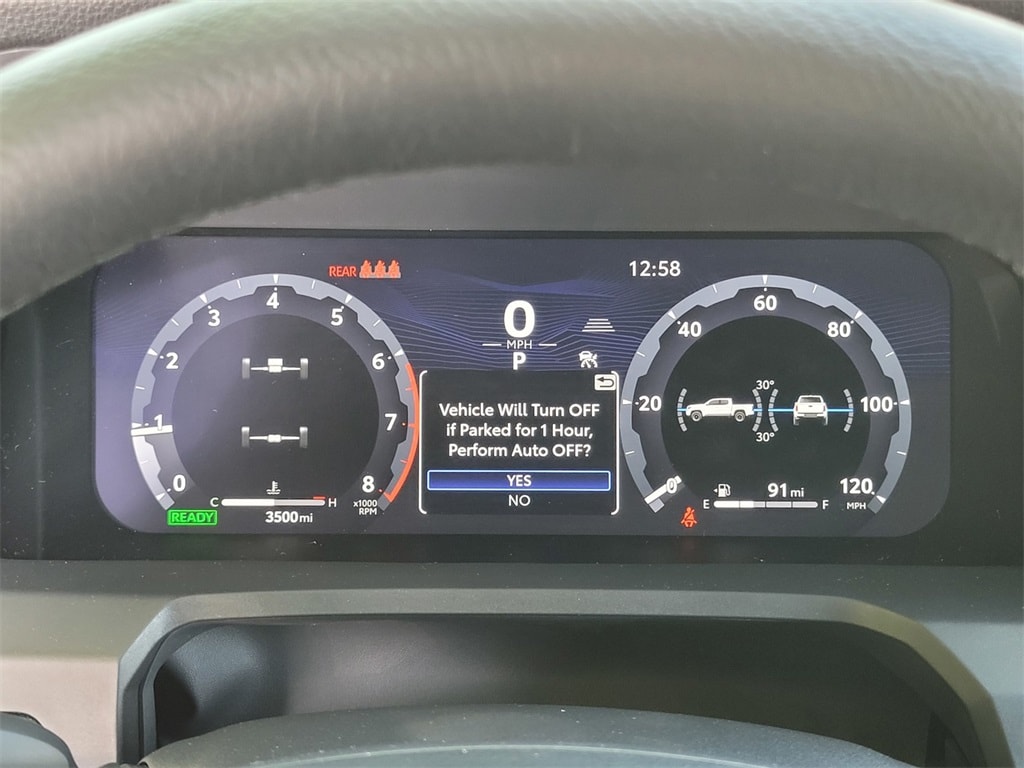 REAR
12:58
0
MPH
P
0
1
2
3
4
5
6
7
8
x1000
RPM
C
H
READY
3500 mi
Vehicle Will Turn OFF
if Parked for 1 Hour,
Perform Auto OFF?
YES
NO
0
20
40
60
80
100
120
MPH
30°
30°
91 mi
E
F